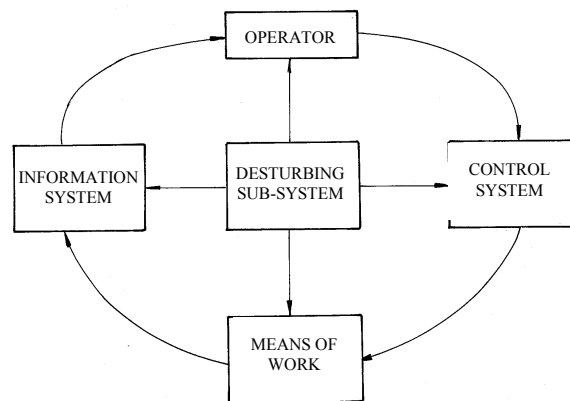 OPERATOR
INFORMATION
SYSTEM
DESTURBING
SUB-SYSTEM
CONTROL
SYSTEM
MEANS OF
WORK